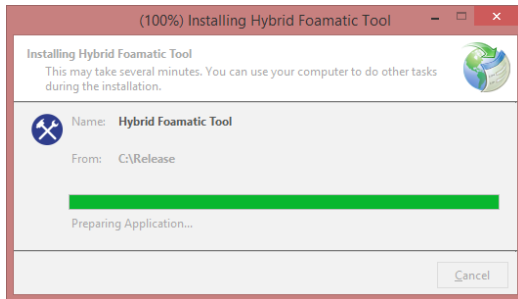 (100%) Installing Hybrid Foamatic Tool
Installing Hybrid Foamatic Tool
This may take several minutes. You can use your computer to do other tasks
during the installation.
Name: Hybrid Foamatic Tool
From: C:\Release
Preparing Application...
Cancel